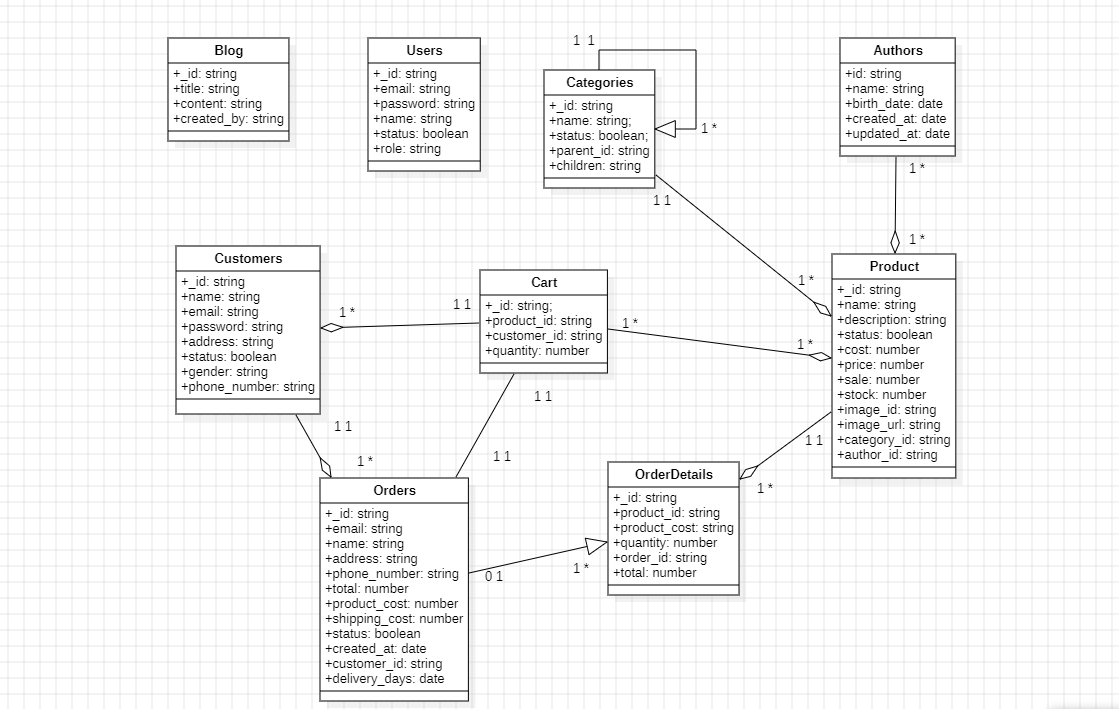 Blog
+_id: string
+title: string
+content: string
+created_by: string
Users
+_id: string
+email: string
+password: string
+name: string
+status: boolean
+role: string
1 1
Categories
+_id: string
+name: string;
+status: boolean;
+parent_id: string
+children: string
1 *
1 1
Authors
+id: string
+name: string
+birth_date: date
+created_at: date
+updated_at: date
1 *
1 *
Customers
+_id: string
+name: string
+email: string
+password: string
+address: string
+status: boolean
+gender: string
+phone_number: string
1 *
1 1
Cart
+_id: string;
+product_id: string
+customer_id: string
+quantity: number
1 *
1 *
1 *
Product
+_id: string
+name: string
+description: string
+status: boolean
+cost: number
+price: number
+sale: number
+stock: number
+image_id: string
+image_url: string
+category_id: string
+author_id: string
1 1
1 *
1 1
1 1
1 1
1 *
Orders
+_id: string
+email: string
+name: string
+address: string
+phone_number: string
+total: number
+product_cost: number
+shipping_cost: number
+status: boolean
+created_at: date
+customer_id: string
+delivery_days: date
0 1
1 *
OrderDetails
+_id: string
+product_id: string
+product_cost: string
+quantity: number
+order_id: string
+total: number